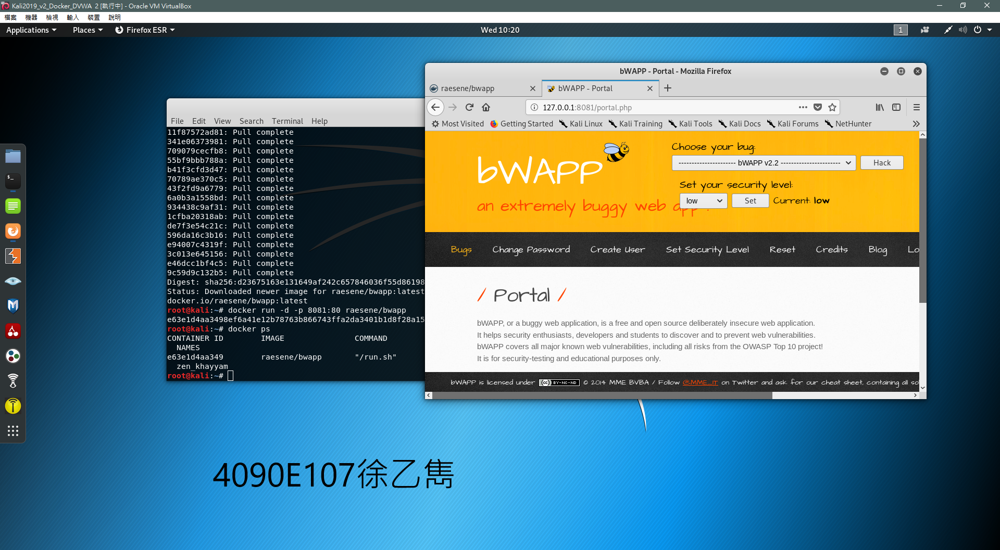 Kali2019_v2_Docker_DVWA 2 [執行中] - Oracle VM VirtualBox
檔案 機器 檢視 輸入 裝置 說明
Applications Places Firefox ESR Wed 10:20 1
bWAPP - Portal - Mozilla Firefox
raesene/bwapp bWAPP - Portal
127.0.0.1:8081/portal.php
Most Visited Getting Started Kali Linux Kali Training Kali Tools Kali Docs Kali Forums NetHunter
bWAPP
an extremely buggy web app !
Choose your bug:
---------------------- bWAPP v2.2 ----------------------- Hack
Set your security level:
low Set Current: low
Bugs Change Password Create User Set Security Level Reset Credits Blog Lo
/ Portal /
bWAPP, or a buggy web application, is a free and open source deliberately insecure web application.
It helps security enthusiasts, developers and students to discover and to prevent web vulnerabilities.
bWAPP covers all major known web vulnerabilities, including all risks from the OWASP Top 10 project!
It is for security-testing and educational purposes only.
bWAPP is licensed under (cc) BY-NC-ND © 2014 MME BVBA / Follow @MME_IT on Twitter and ask for our cheat sheet, containing all so
File Edit View Search Terminal Help
11f87572ad81: Pull complete
341e06373981: Pull complete
709079cecfb8: Pull complete
55bf9bbb788a: Pull complete
b41f3cfd3d47: Pull complete
70789ae370c5: Pull complete
43f2fd9a6779: Pull complete
6a0b3a1558bd: Pull complete
934438c9af31: Pull complete
1cfba20318ab: Pull complete
de7f3e54c21c: Pull complete
596da16c3b16: Pull complete
e94007c4319f: Pull complete
3c013e645156: Pull complete
e46dcc1bf4c5: Pull complete
9c59d9c132b5: Pull complete
Digest: sha256:d23675163e131649af242c657846036f55d86198
Status: Downloaded newer image for raesene/bwapp:latest
docker.io/raesene/bwapp:latest
root@kali:~# docker run -d -p 8081:80 raesene/bwapp
e63e1d4aa3498ef6a41e12b78763b866743ffa2da3401b1d8f28a15
root@kali:~# docker ps
CONTAINER ID IMAGE COMMAND
NAMES
e63e1d4aa349 raesene/bwapp "/run.sh"
zen_khayyam
root@kali:~#
4090E107徐乙雋